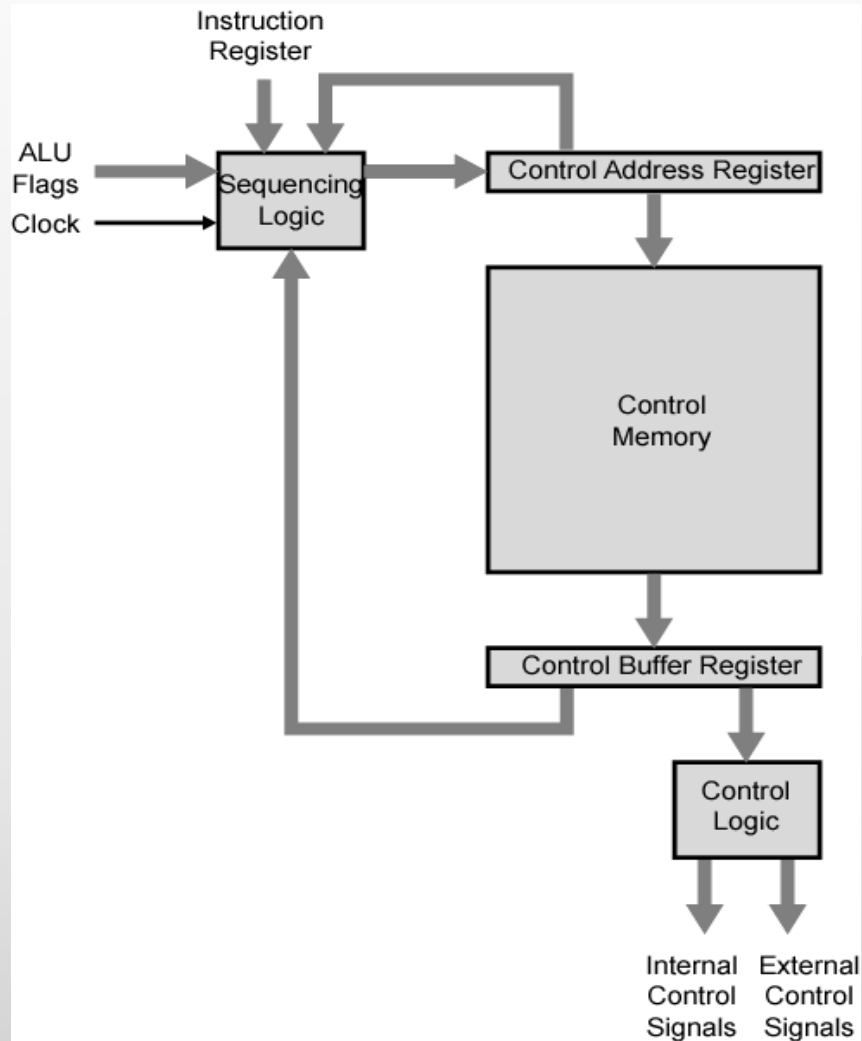 Instruction
Register
ALU
Flags
Clock
Sequencing
Logic
Control Address Register
Control
Memory
Control Buffer Register
Control
Logic
Internal
Control
Signals
External
Control
Signals